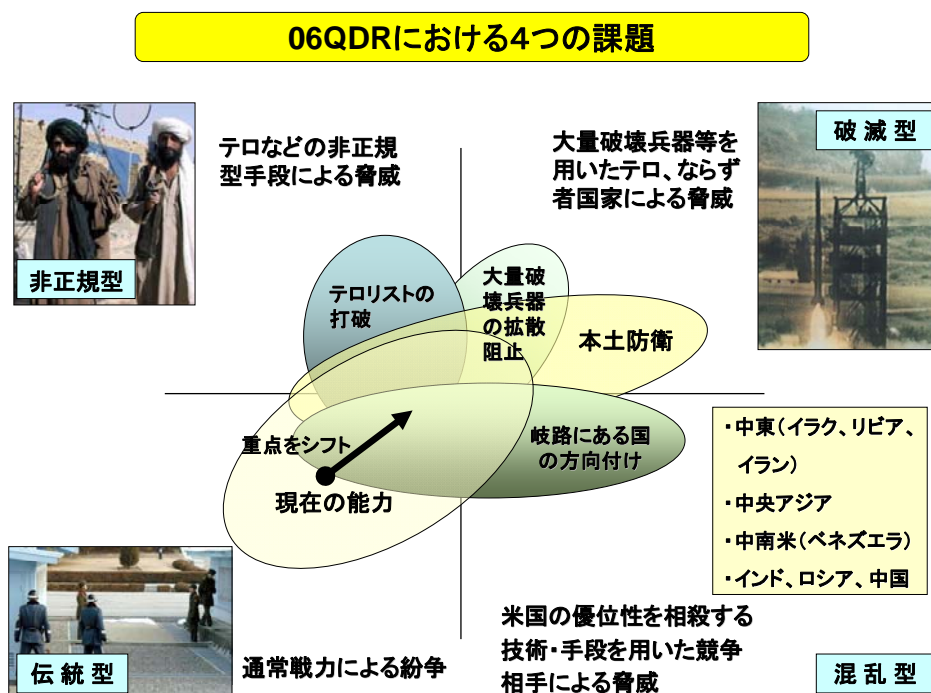 06QDRにおける4つの課題
テロなどの非正規
型手段による脅威
非正規型
大量破壊兵器等を
用いたテロ、ならず
者国家による脅威
破滅型
テロリストの
打破
大量破
壊兵器
の拡散
阻止
本土防衛
重点をシフト
現在の能力
岐路にある国
の方向付け
・中東(イラク、リビア、
イラン)
・中央アジア
・中南米(ベネズエラ)
・インド、ロシア、中国
伝統型
通常戦力による紛争
米国の優位性を相殺する
技術・手段を用いた競争
相手による脅威
混乱型